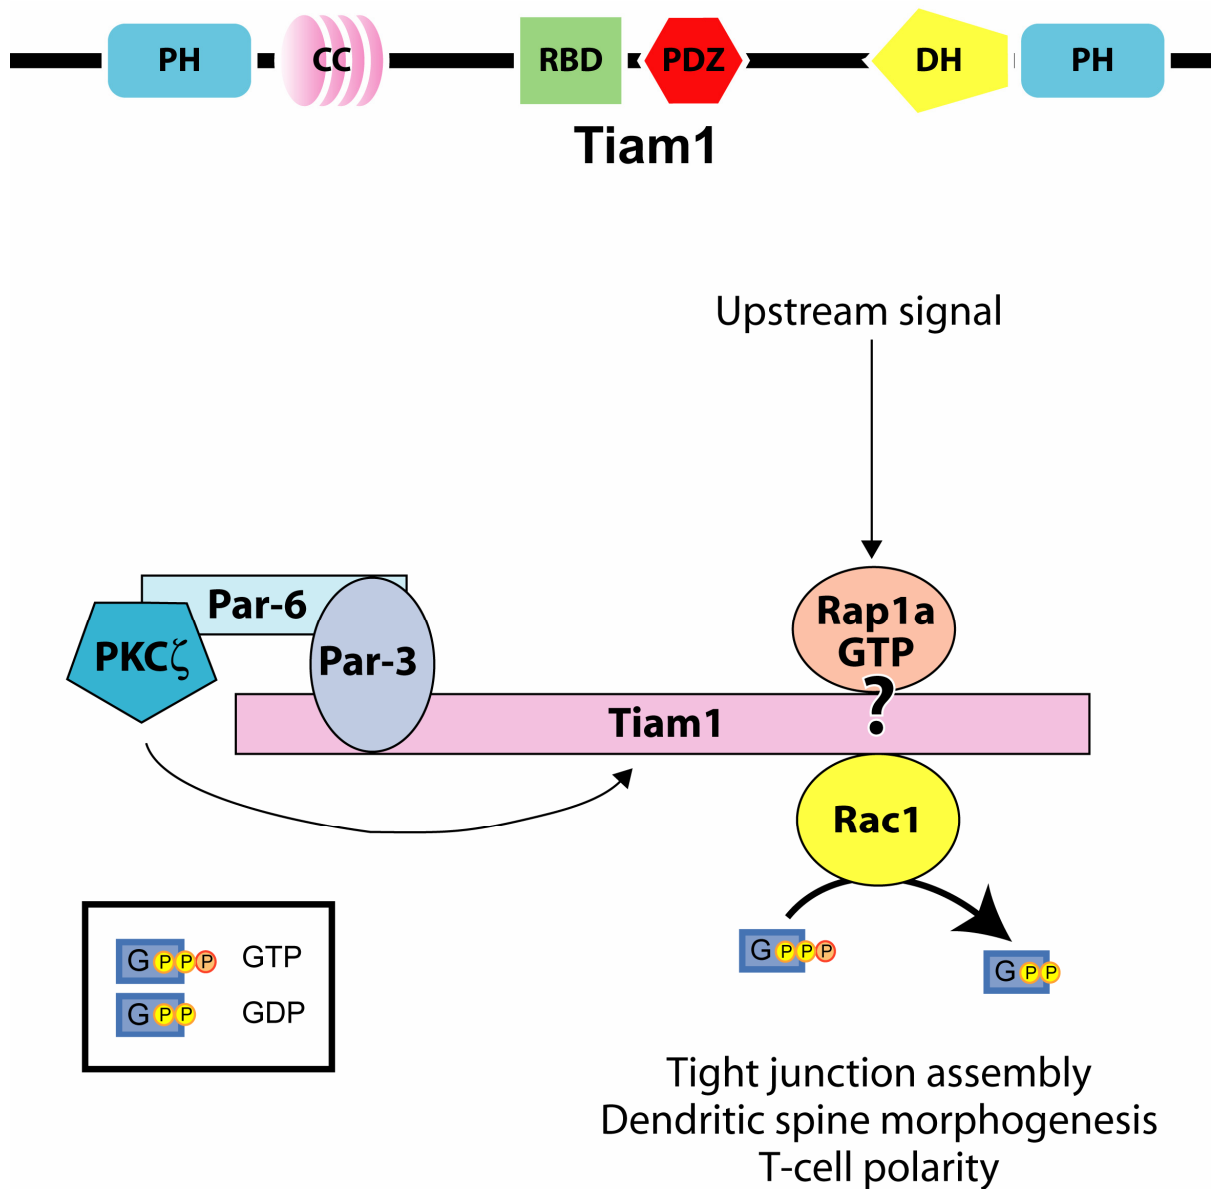 PH CC RBD PDZ DH PH
Tiam1
Upstream signal
Par-6
PKCζ
Par-3
Rap1a
GTP
?
Tiam1
Rac1
G P P P GTP
G P P GDP
G P P P
G P P
Tight junction assembly
Dendritic spine morphogenesis
T-cell polarity